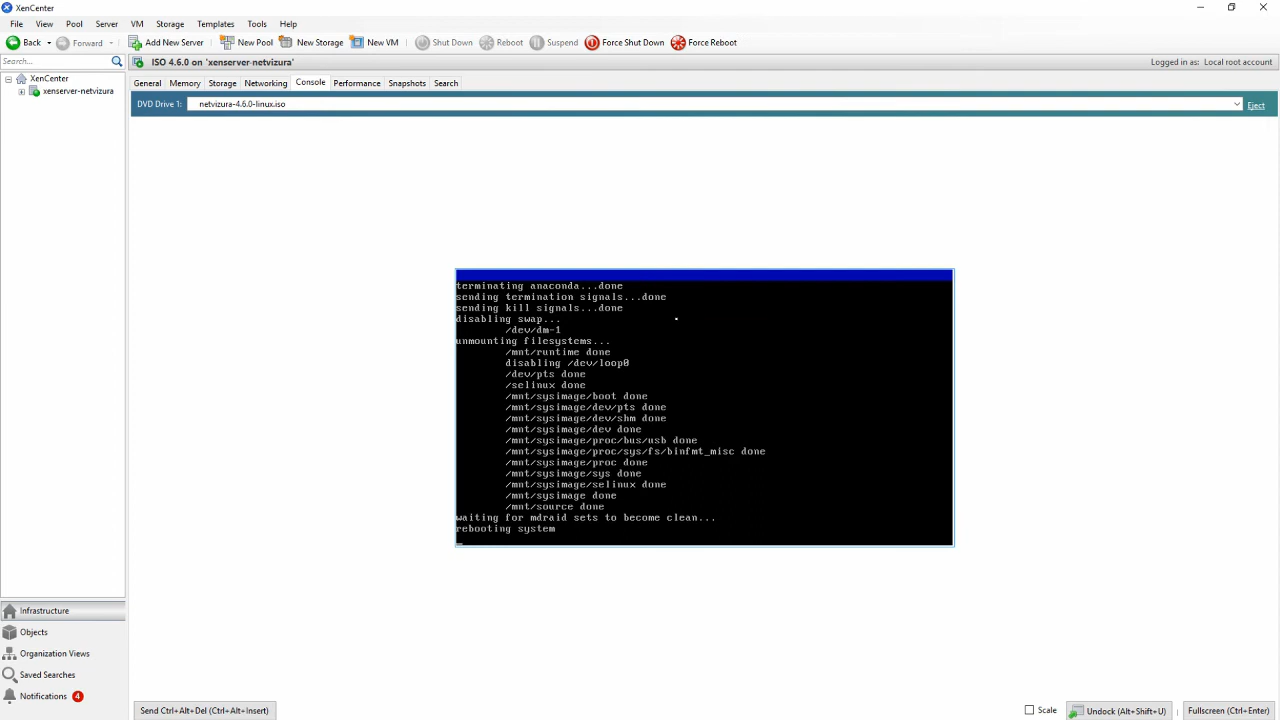 XenCenter
File View Pool Server VM Storage Templates Tools Help
Back Forward Add New Server New Pool New Storage New VM Shut Down Reboot Suspend Force Shut Down Force Reboot
Search... ISO 4.6.0 on 'xenserver-netvizura' Logged in as: Local root account
XenCenter
xenserver-netvizura
General Memory Storage Networking Console Performance Snapshots Search
DVD Drive 1: netvizura-4.6.0-linux.iso Eject
terminating anaconda...done
sending termination signals...done
sending kill signals...done
disabling swap...
/dev/dm-1
unmounting filesystems...
/mnt/runtime done
disabling /dev/loop0
/dev/pts done
/selinux done
/mnt/sysimage/boot done
/mnt/sysimage/dev/pts done
/mnt/sysimage/dev/shm done
/mnt/sysimage/dev done
/mnt/sysimage/proc/bus/usb done
/mnt/sysimage/proc/sys/fs/binfmt_misc done
/mnt/sysimage/proc done
/mnt/sysimage/sys done
/mnt/sysimage/selinux done
/mnt/sysimage done
/mnt/source done
waiting for mdraid sets to become clean...
rebooting system
Infrastructure
Objects
Organization Views
Saved Searches
Notifications 4
Send Ctrl+Alt+Del (Ctrl+Alt+Insert) Scale Undock (Alt+Shift+U) Fullscreen (Ctrl+Enter)